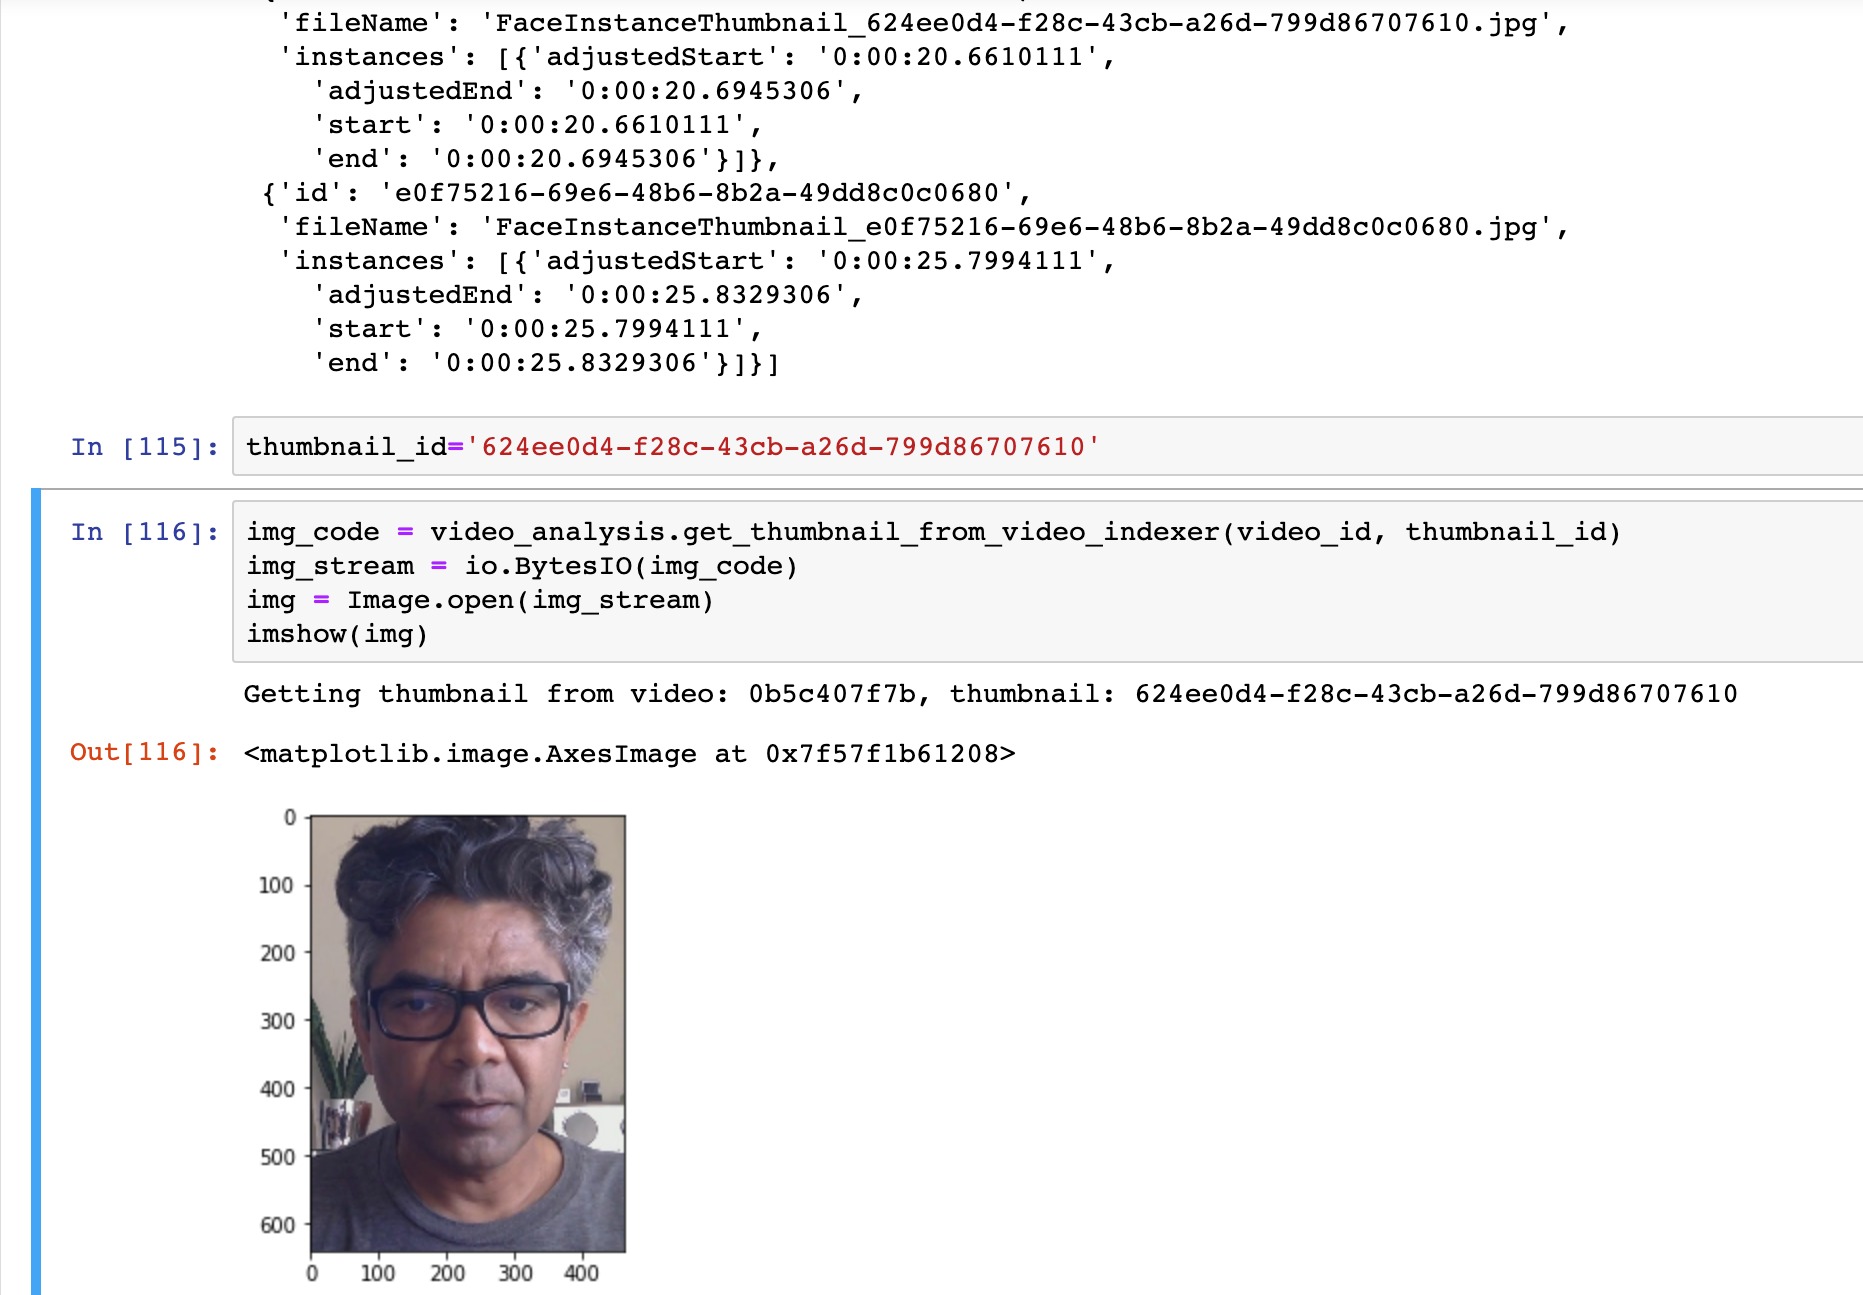 'fileName': 'FaceInstanceThumbnail_624ee0d4-f28c-43cb-a26d-799d86707610.jpg',
'instances': [{'adjustedStart': '0:00:20.6610111',
'adjustedEnd': '0:00:20.6945306',
'start': '0:00:20.6610111',
'end': '0:00:20.6945306'}]},
{'id': 'e0f75216-69e6-48b6-8b2a-49dd8c0c0680',
'fileName': 'FaceInstanceThumbnail_e0f75216-69e6-48b6-8b2a-49dd8c0c0680.jpg',
'instances': [{'adjustedStart': '0:00:25.7994111',
'adjustedEnd': '0:00:25.8329306',
'start': '0:00:25.7994111',
'end': '0:00:25.8329306'}]}]
In [115]: thumbnail_id='624ee0d4-f28c-43cb-a26d-799d86707610'
In [116]: img_code = video_analysis.get_thumbnail_from_video_indexer(video_id, thumbnail_id)
img_stream = io.BytesIO(img_code)
img = Image.open(img_stream)
imshow(img)
Getting thumbnail from video: 0b5c407f7b, thumbnail: 624ee0d4-f28c-43cb-a26d-799d86707610
Out[116]: <matplotlib.image.AxesImage at 0x7f57f1b61208>
0
100
200
300
400
500
600
0 100 200 300 400